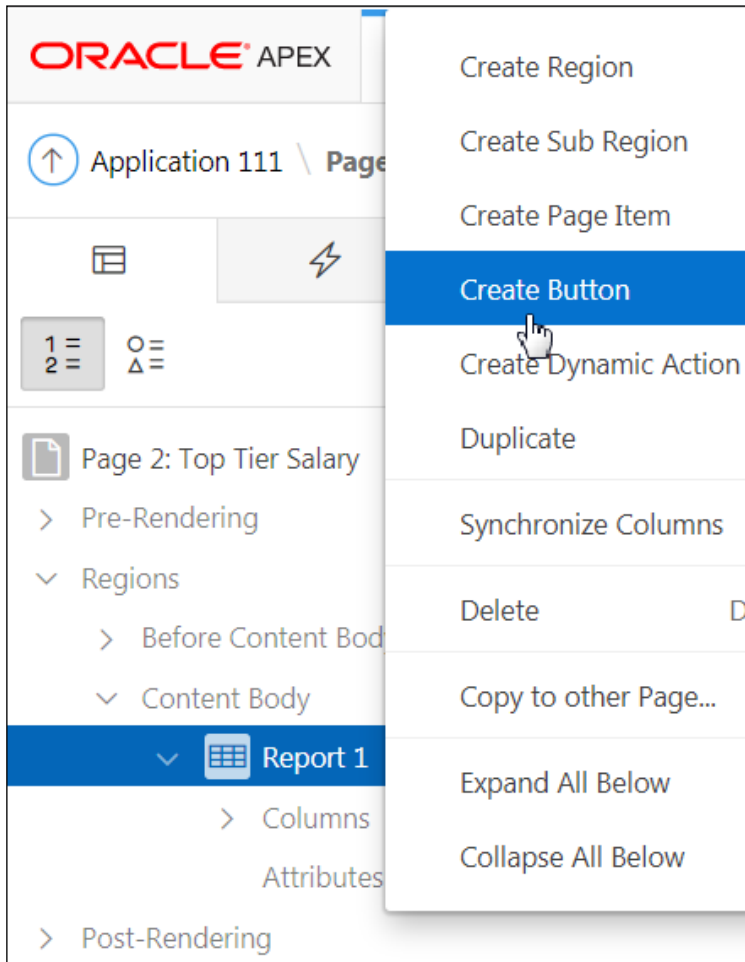 ORACLE® APEX
Application 111 \ Page
1 =
2 =
Page 2: Top Tier Salary
Pre-Rendering
Regions
Before Content Bod
Content Body
Report 1
Columns
Attributes
Post-Rendering
Create Region
Create Sub Region
Create Page Item
Create Button
Create Dynamic Action
Duplicate
Synchronize Columns
Delete D
Copy to other Page...
Expand All Below
Collapse All Below